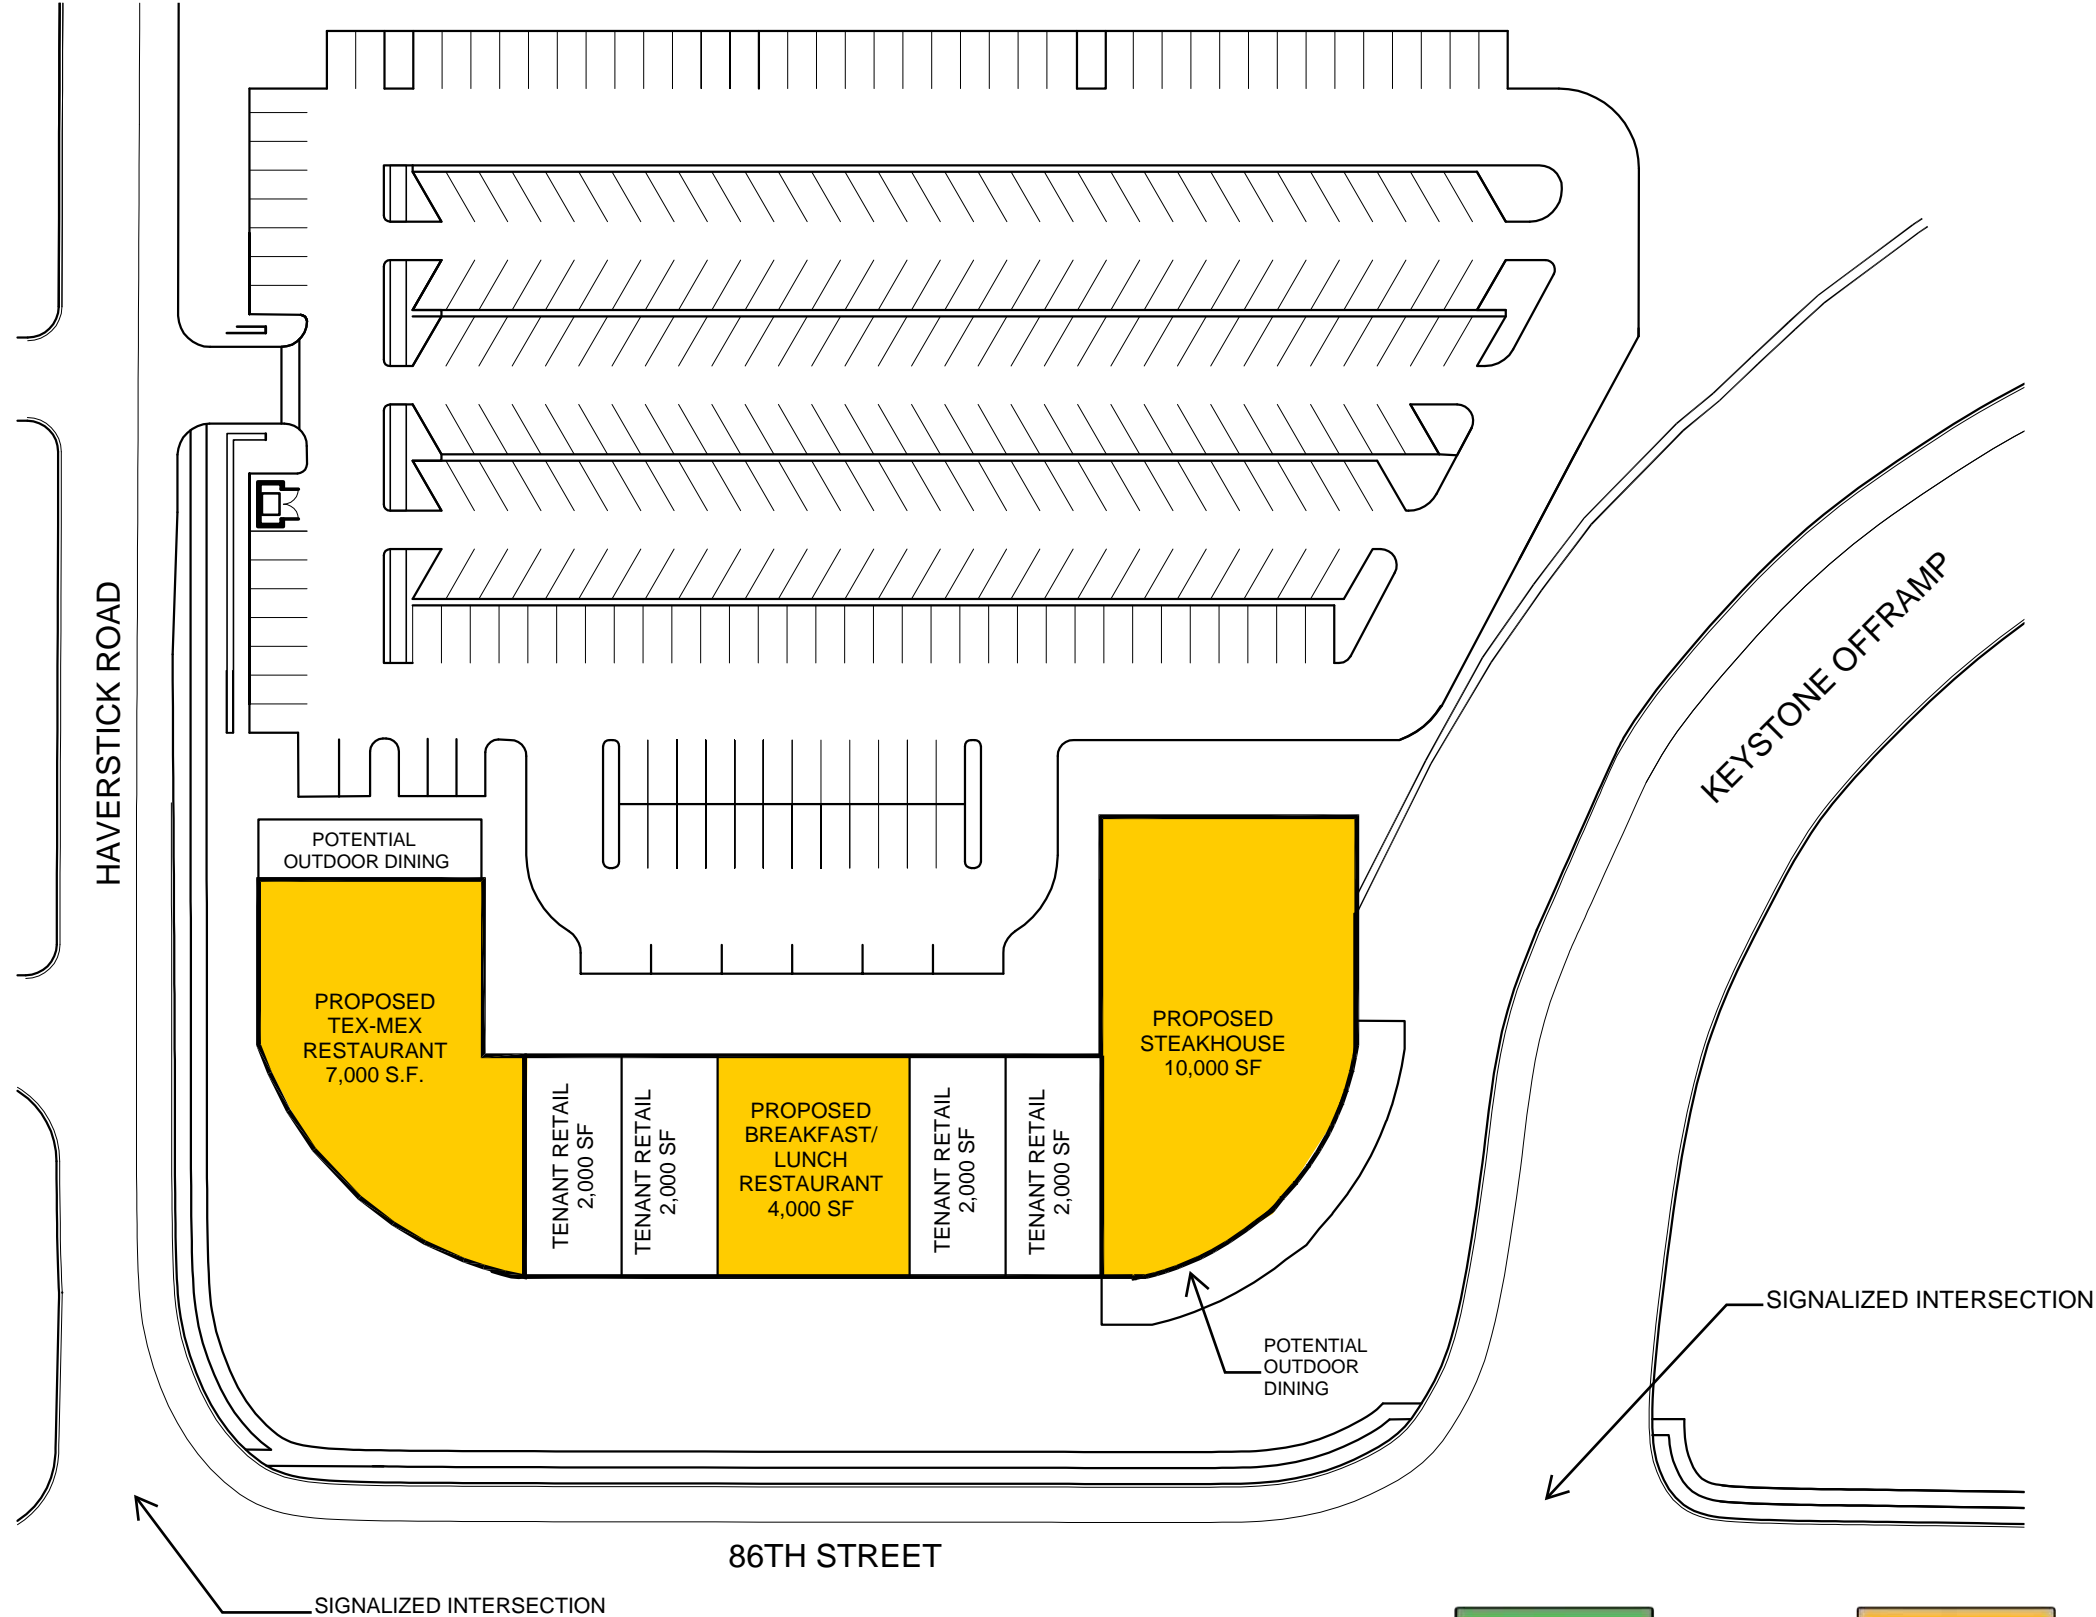 HAVERSTICK ROAD
KEYSTONE OFFRAMP
POTENTIAL
OUTDOOR DINING
PROPOSED
TEX-MEX
RESTAURANT
7,000 S.F.
TENANT RETAIL
2,000 SF
TENANT RETAIL
2,000 SF
PROPOSED
BREAKFAST/
LUNCH
RESTAURANT
4,000 SF
TENANT RETAIL
2,000 SF
TENANT RETAIL
2,000 SF
PROPOSED
STEAKHOUSE
10,000 SF
POTENTIAL
OUTDOOR
DINING
SIGNALIZED INTERSECTION
86TH STREET
SIGNALIZED INTERSECTION